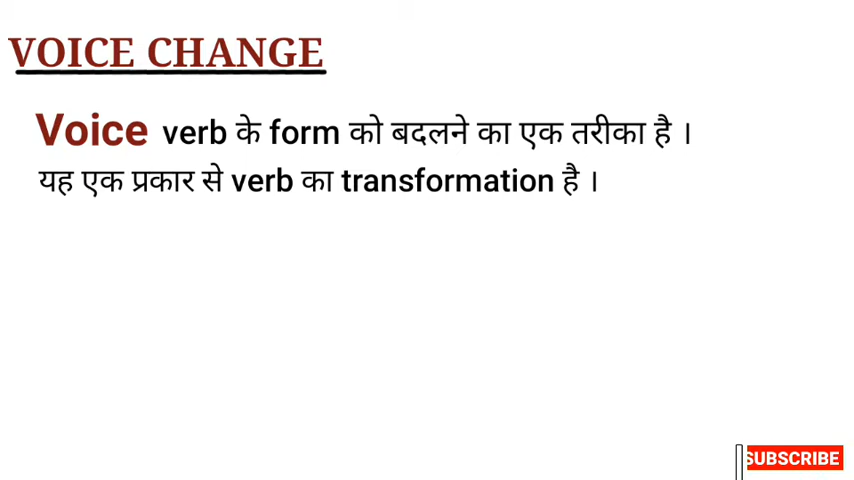 VOICE CHANGE
Voice verb के form को बदलने का एक तरीका है ।
यह एक प्रकार से verb का transformation है ।
SUBSCRIBE